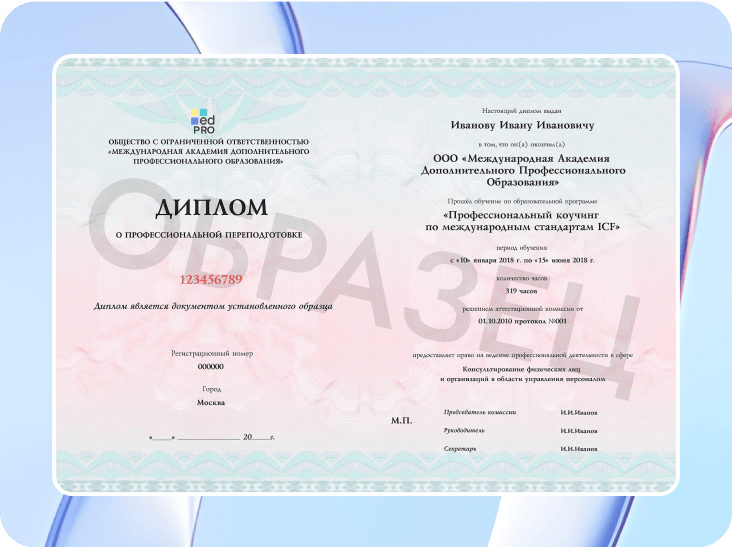 ed
PRO
ОБЩЕСТВО С ОГРАНИЧЕННОЙ ОТВЕТСТВЕННОСТЬЮ
«МЕЖДУНАРОДНАЯ АКАДЕМИЯ ДОПОЛНИТЕЛЬНОГО
ПРОФЕССИОНАЛЬНОГО ОБРАЗОВАНИЯ»
ДИПЛОМ
О ПРОФЕССИОНАЛЬНОЙ ПЕРЕПОДГОТОВКЕ
123456789
Диплом является документом установленного образца
Регистрационный номер
000000
Город
Москва
«_____» ________________ 20_____г.
ОБРАЗЕЦ
Настоящий диплом выдан
Иванову Ивану Ивановичу
в том, что он(а) окончил(а)
ООО «Международная Академия
Дополнительного Профессионального
Образования»
Прошёл обучение по образовательной программе
«Профессиональный коучинг
по международным стандартам ICF»
период обучения
с «10» января 2018 г. по «15» июня 2018 г.
количество часов
319 часов
решением аттестационной комиссии от
01.10.2010 протокол №001
предоставляет право на ведение профессиональной деятельности в сфере
Консультирование физических лиц
и организаций в области управления персоналом
М.П.
Председатель комиссии И.И.Иванов
Руководитель И.И.Иванов
Секретарь И.И.Иванов